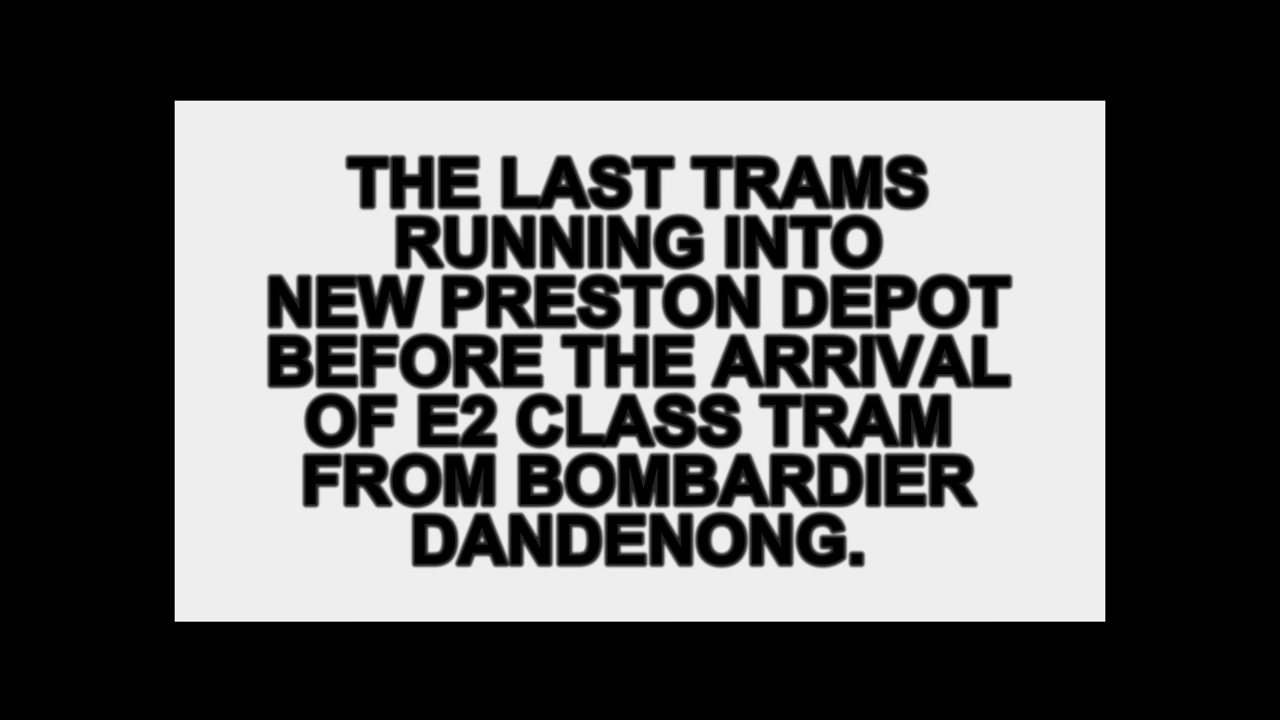 THE LAST TRAMS
RUNNING INTO
NEW PRESTON DEPOT
BEFORE THE ARRIVAL
OF E2 CLASS TRAM
FROM BOMBARDIER
DANDENONG.